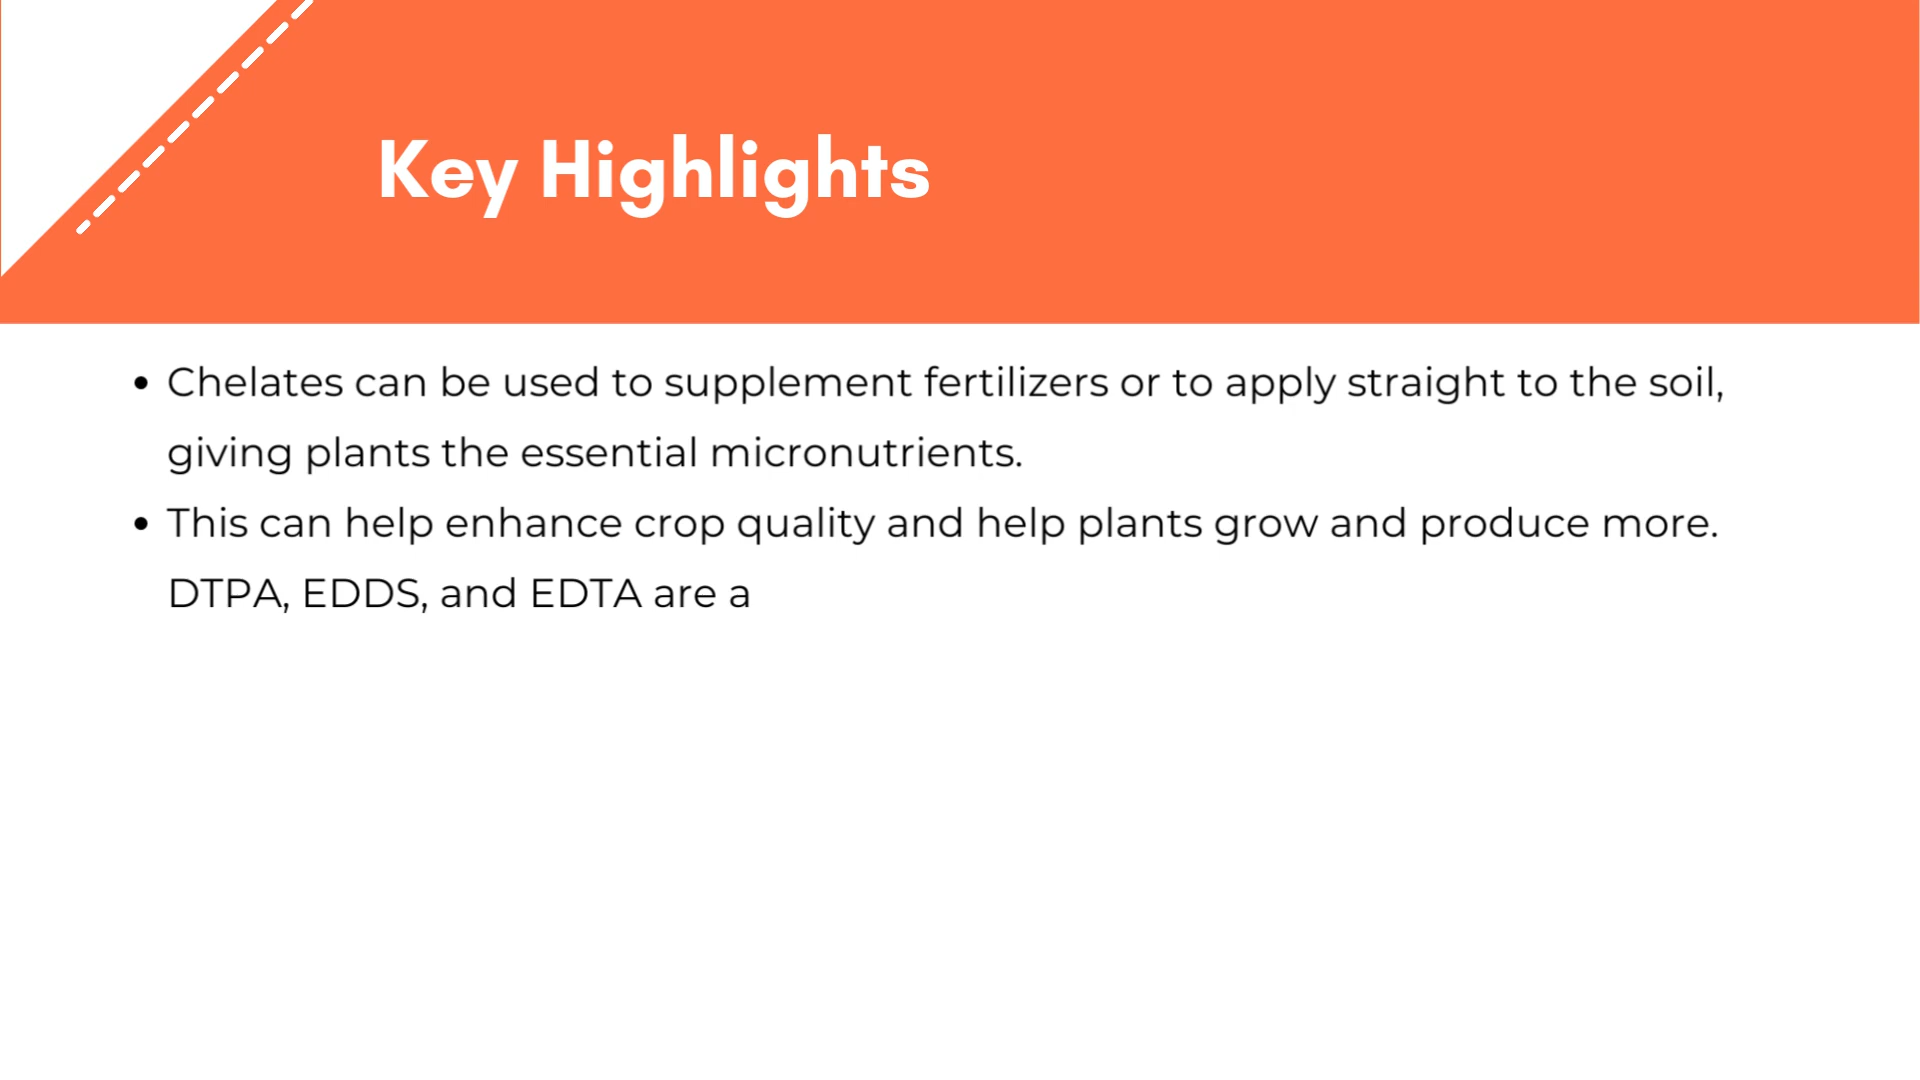 Key Highlights
• Chelates can be used to supplement fertilizers or to apply straight to the soil,
giving plants the essential micronutrients.
• This can help enhance crop quality and help plants grow and produce more.
DTPA, EDDS, and EDTA are a